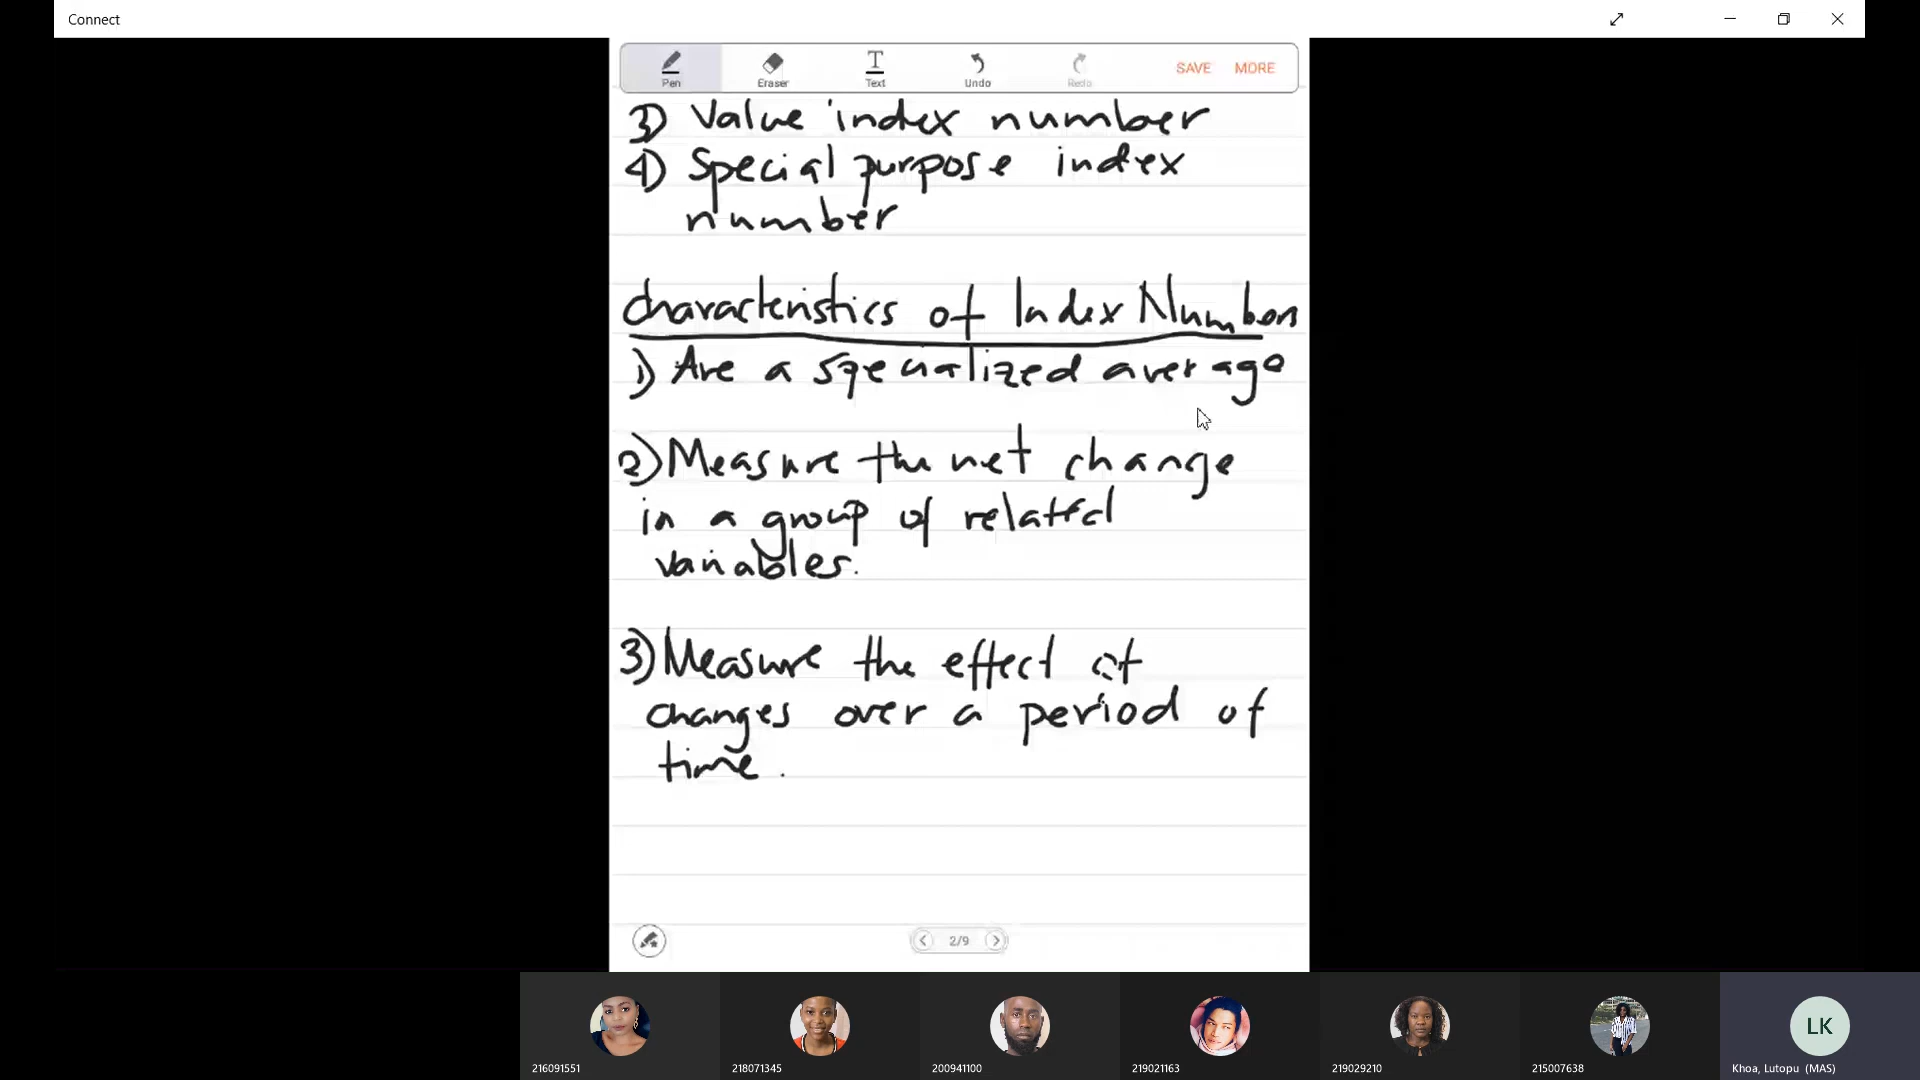 Connect
Pen Eraser Text Undo Redo SAVE MORE
3) Value index number
4) Special purpose index
number
Characteristics of Index Numbers
1) Are a specialized average
2) Measure the net change
in a group of related
variables.
3) Measure the effect of
changes over a period of
time.
2/9
216091551 218071345 200941100 219021163 219029210 215007638 LK
Khoa, Lutopu (MAS)